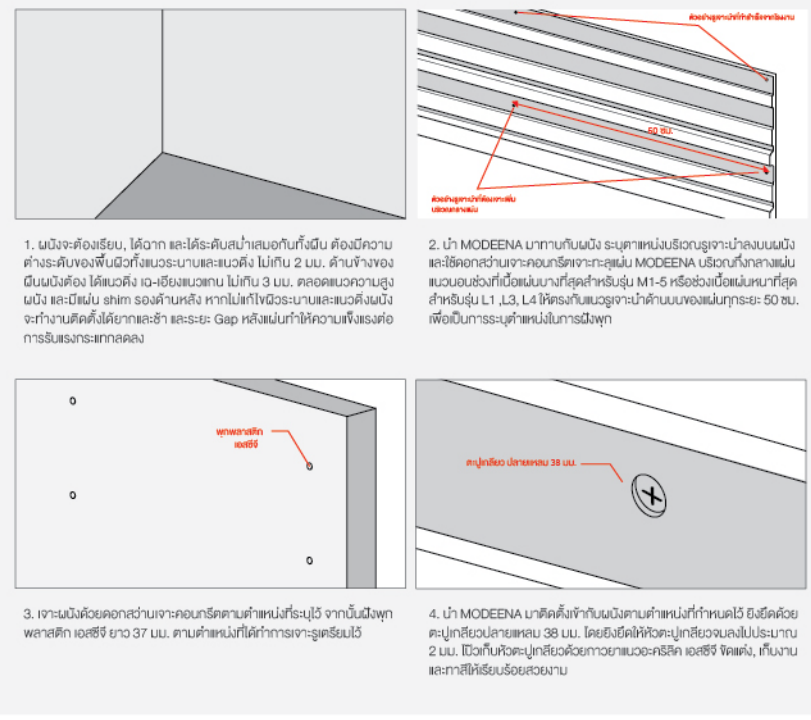 ตัวอย่างรูเจาะนำที่ทำสำเร็จจากโรงงาน
50 ซม.
ตัวอย่างรูเจาะนำที่ต้องเจาะเพิ่ม
บริเวณกลางแผ่น
1. ผนังจะต้องเรียบ, ได้ฉาก และได้ระดับสม่ำเสมอกันทั้งผืน ต้องมีความ
ต่างระดับของพื้นผิวทั้งแนวระนาบและแนวดิ่ง ไม่เกิน 2 มม. ด้านข้างของ
ผืนผนังต้อง ได้แนวดิ่ง เฉ-เอียงแนวแกน ไม่เกิน 3 มม. ตลอดแนวความสูง
ผนัง และมีแผ่น shim รองด้านหลัง หากไม่แก้ไขผิวระนาบและแนวดิ่งผนัง
จะทำงานติดตั้งได้ยากและช้า และระยะ Gap หลังแผ่นทำให้ความแข็งแรงต่อ
การรับแรงกระแทกลดลง
2. นำ MODEENA มาทาบกับผนัง ระบุตาแหน่งบริเวณรูเจาะนำลงบนผนัง
และใช้ดอกสว่านเจาะคอนกรีตเจาะทะลุแผ่น MODEENA บริเวณกึ่งกลางแผ่น
แนวนอนช่วงที่เนื้อแผ่นบางที่สุดสำหรับรุ่น M1-5 หรือช่วงเนื้อแผ่นหนาที่สุด
สำหรับรุ่น L1 ,L3, L4 ให้ตรงกับแนวรูเจาะนำด้านบนของแผ่นทุกระยะ 50 ซม.
เพื่อเป็นการระบุตำแหน่งในการฝังพุก
พุกพลาสติก
เอสซีจี
ตะปูเกลียว ปลายแหลม 38 มม.
3. เจาะผนังด้วยดอกสว่านเจาะคอนกรีตตามตำแหน่งที่ระบุไว้ จากนั้นฝังพุก
พลาสติก เอสซีจี ยาว 37 มม. ตามตำแหน่งที่ได้ทำการเจาะรูเตรียมไว้
4. นำ MODEENA มาติดตั้งเข้ากับผนังตามตำแหน่งที่กำหนดไว้ ยิงยึดด้วย
ตะปูเกลียวปลายแหลม 38 มม. โดยยิงยึดให้หัวตะปูเกลียวจมลงไปประมาณ
2 มม. โป๊วเก็บหัวตะปูเกลียวด้วยกาวยาแนวอะคริลิค เอสซีจี ขัดแต่ง, เก็บงาน
และทาสีให้เรียบร้อยสวยงาม